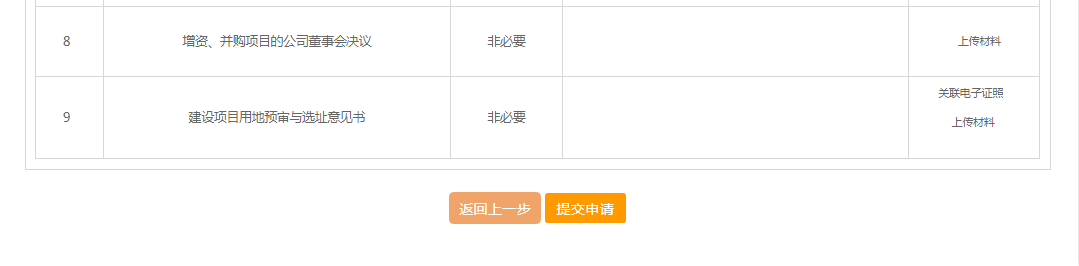 8 增资、并购项目的公司董事会决议 非必要 上传材料
关联电子证照
9 建设项目用地预审与选址意见书 非必要
上传材料
返回上一步 提交申请